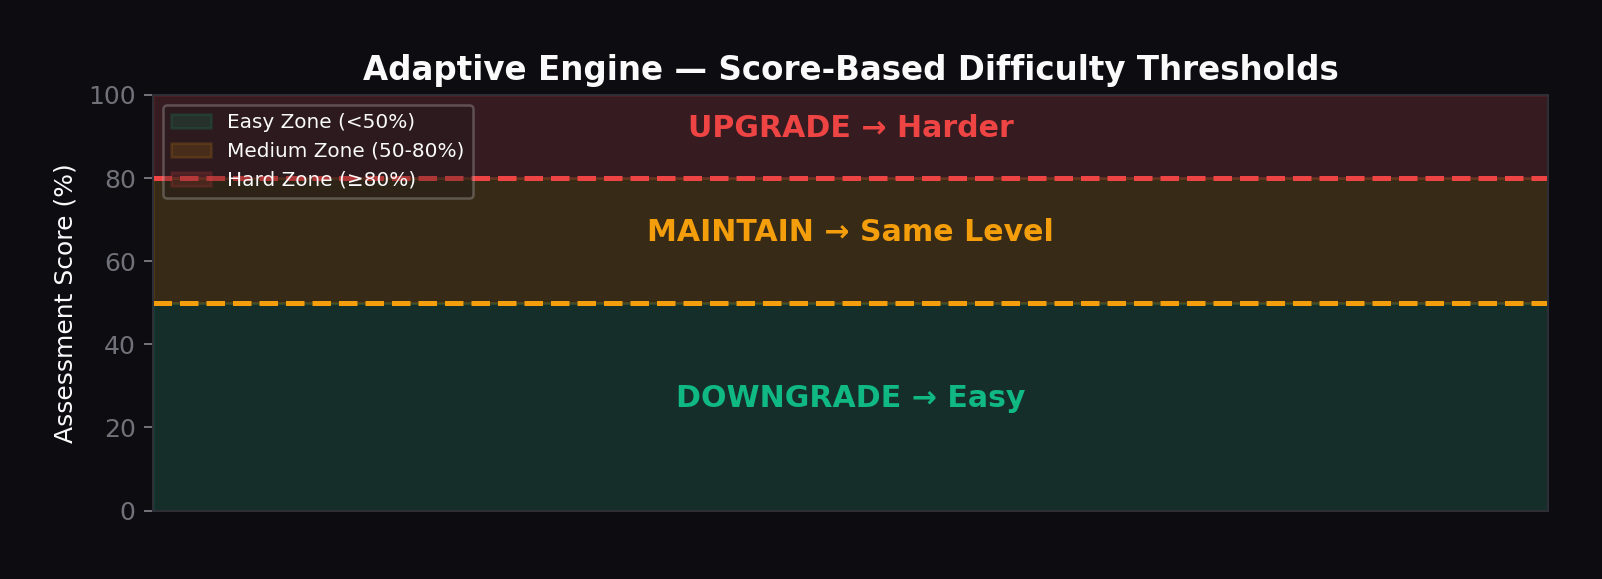 Adaptive Engine — Score-Based Difficulty Thresholds
Assessment Score (%)
100
80
60
40
20
0
Easy Zone (<50%)
Medium Zone (50-80%)
Hard Zone (≥80%)
UPGRADE → Harder
MAINTAIN → Same Level
DOWNGRADE → Easy